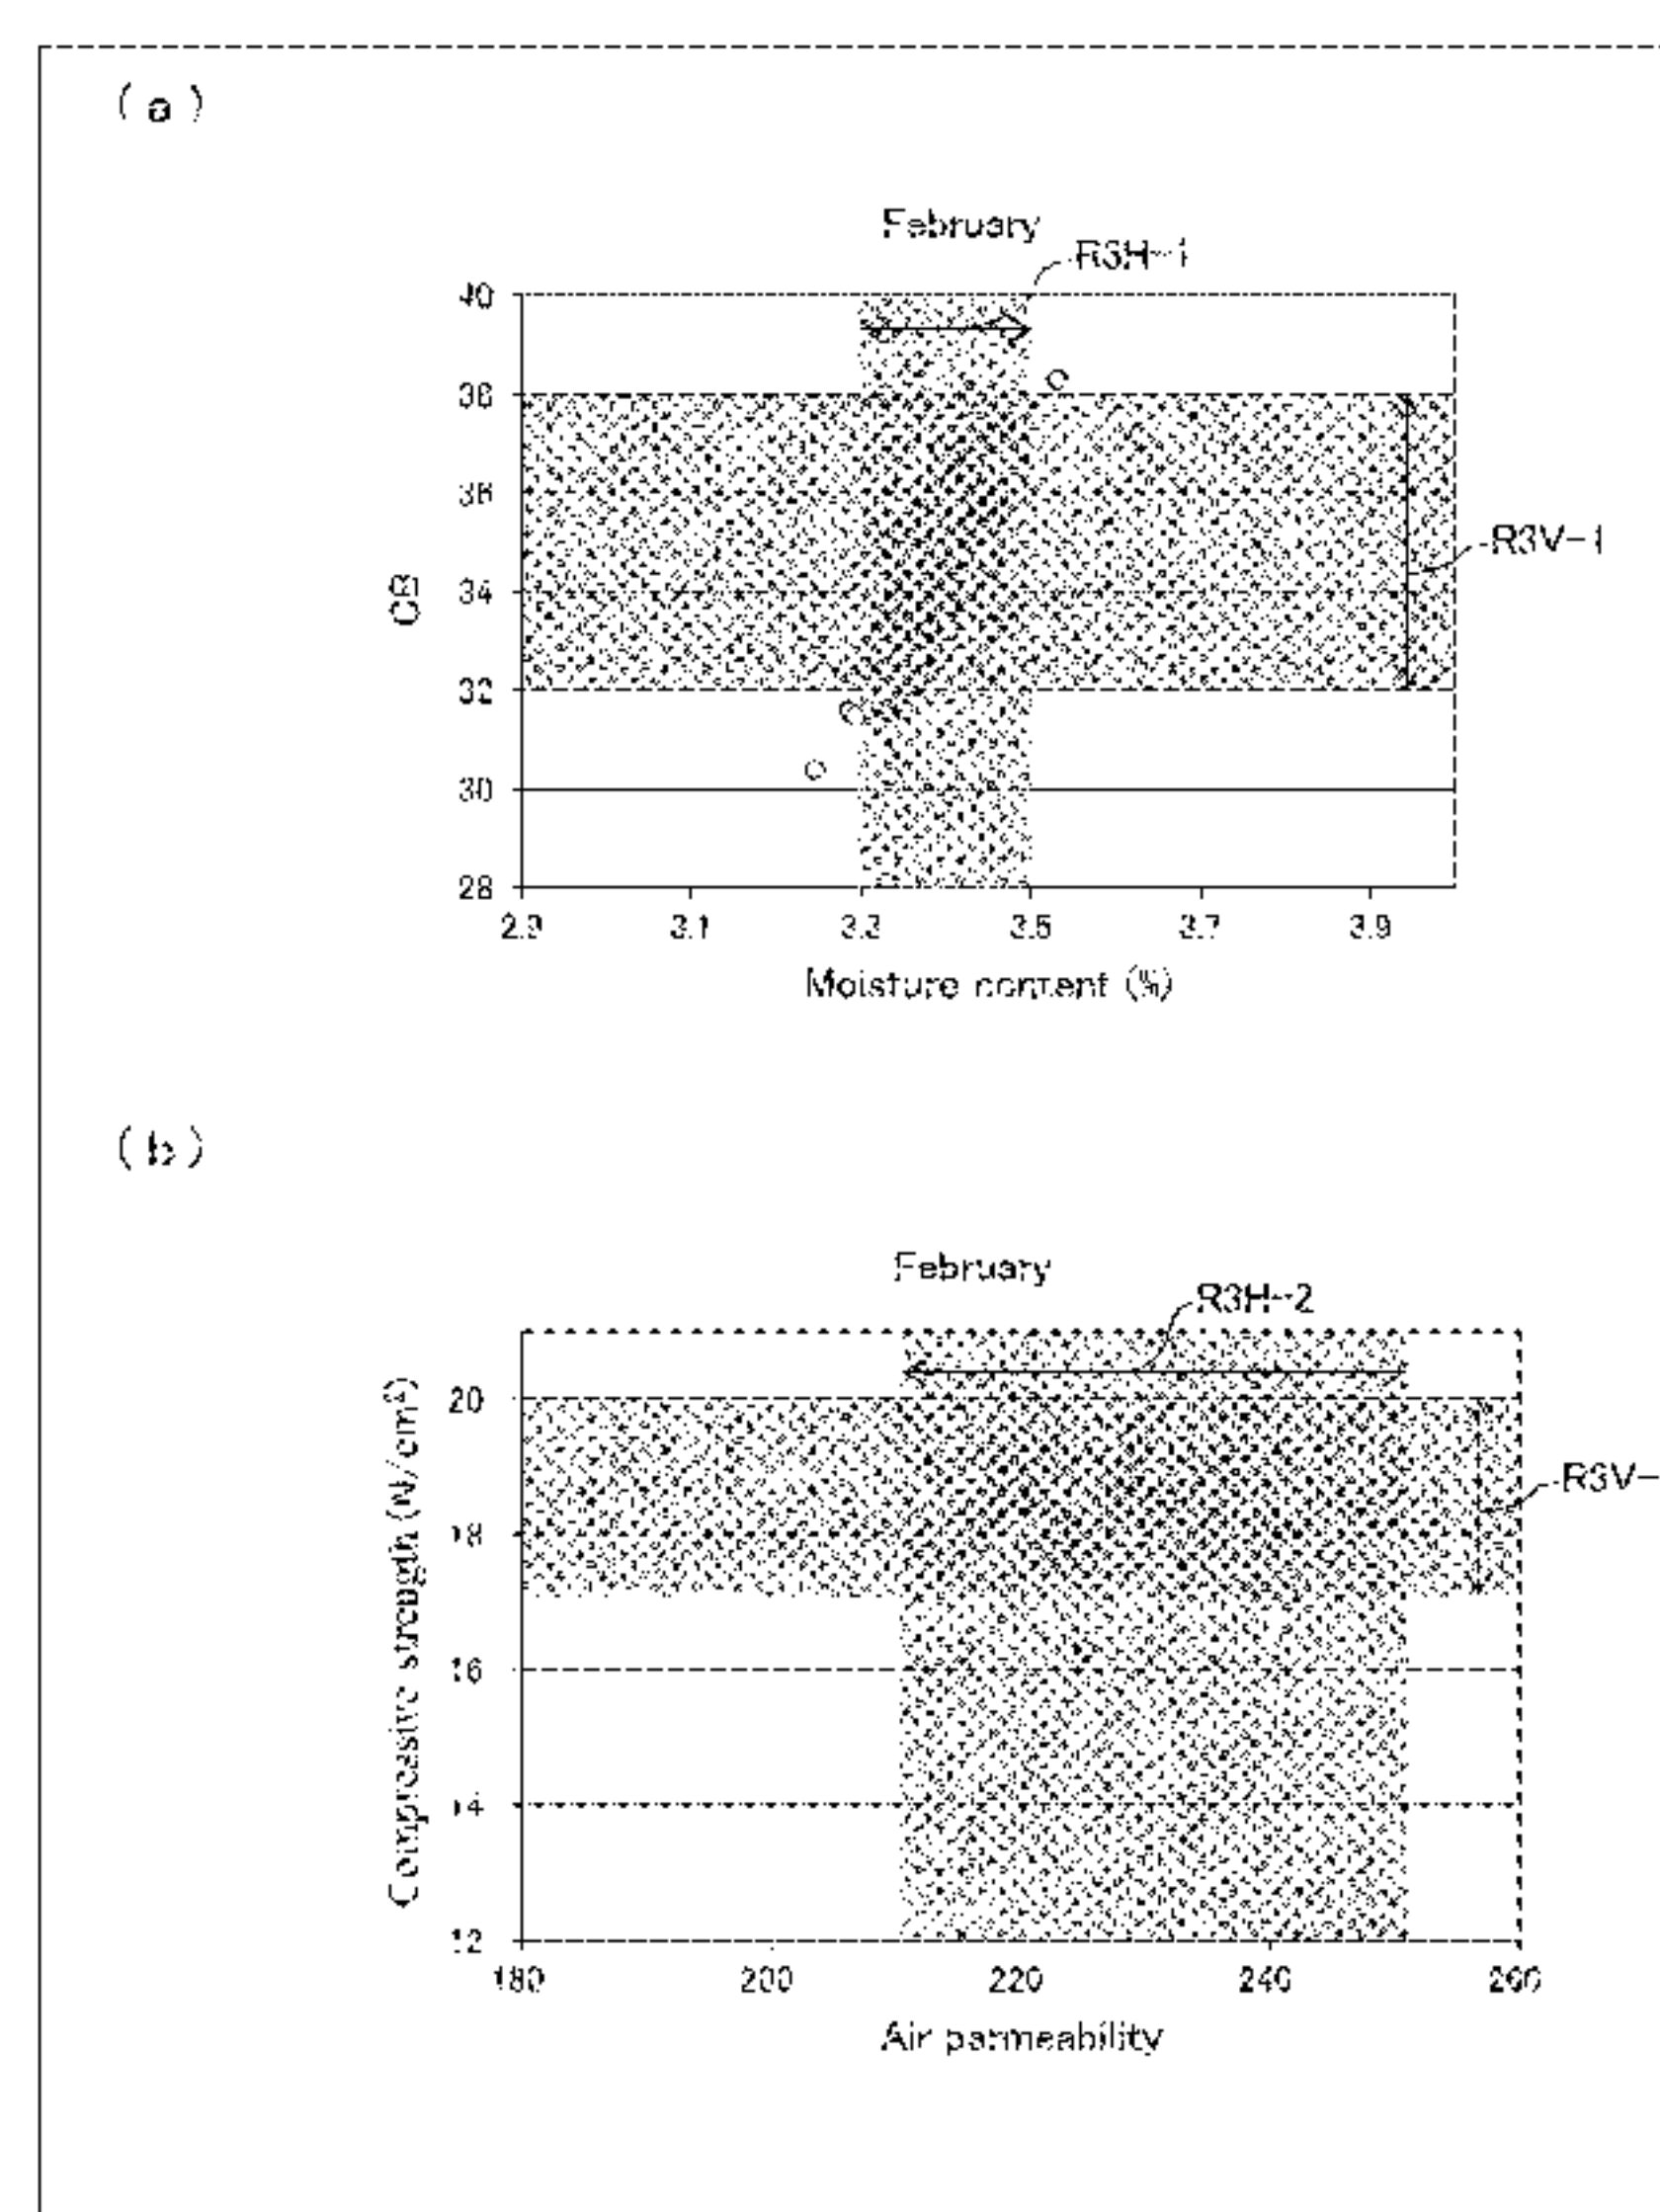 (a)
February
R3H-1
40
38
36
34
32
30
28
CB
R3V-1
2.9 3.1 3.3 3.5 3.7 3.9
Moisture content (%)
(b)
February
R3H-2
20
18
16
14
12
Compressive strength (N/cm²)
R3V-
180 200 220 240 260
Air permeability